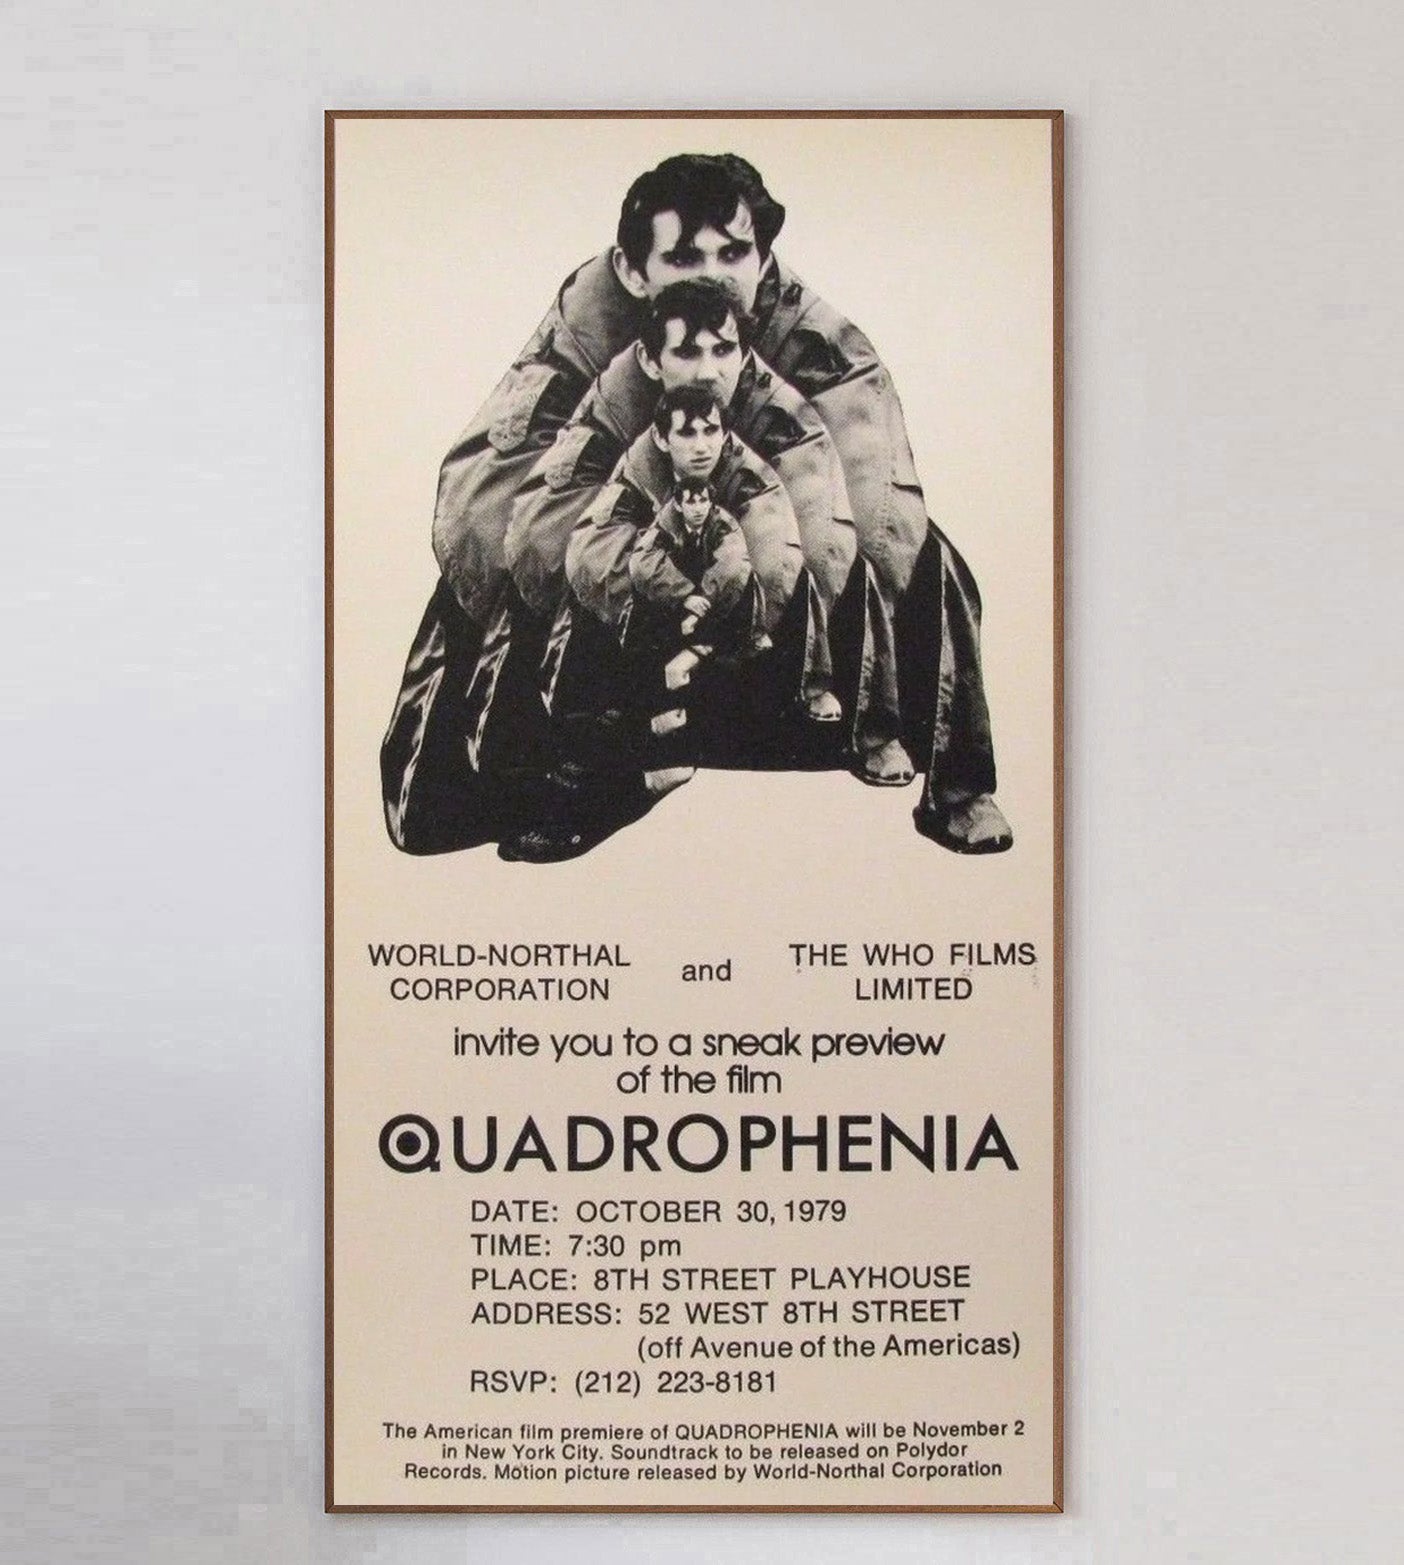 WORLD-NORTHAL CORPORATION
and
THE WHO FILMS LIMITED
invite you to a sneak preview
of the film
QUADROPHENIA
DATE: OCTOBER 30, 1979
TIME: 7:30 pm
PLACE: 8TH STREET PLAYHOUSE
ADDRESS: 52 WEST 8TH STREET
(off Avenue of the Americas)
RSVP: (212) 223-8181
The American film premiere of QUADROPHENIA will be November 2
in New York City. Soundtrack to be released on Polydor
Records. Motion picture released by World-Northal Corporation